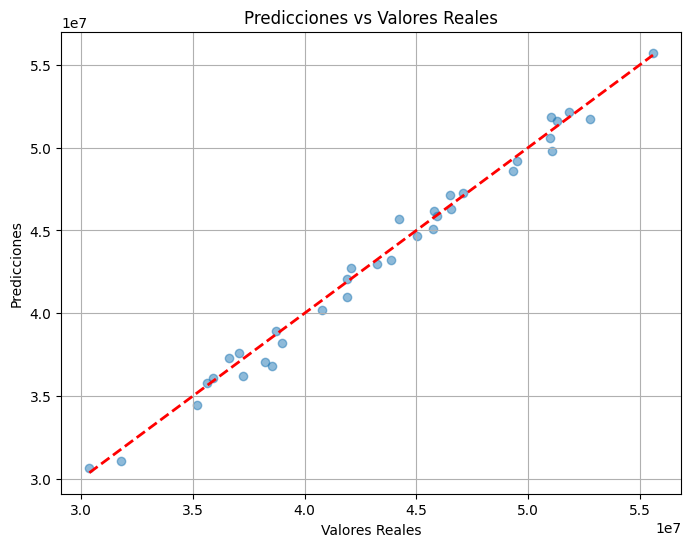 Predicciones vs Valores Reales
1e7
5.5
5.0
4.5
4.0
3.5
3.0
Predicciones
3.0 3.5 4.0 4.5 5.0 5.5
1e7
Valores Reales